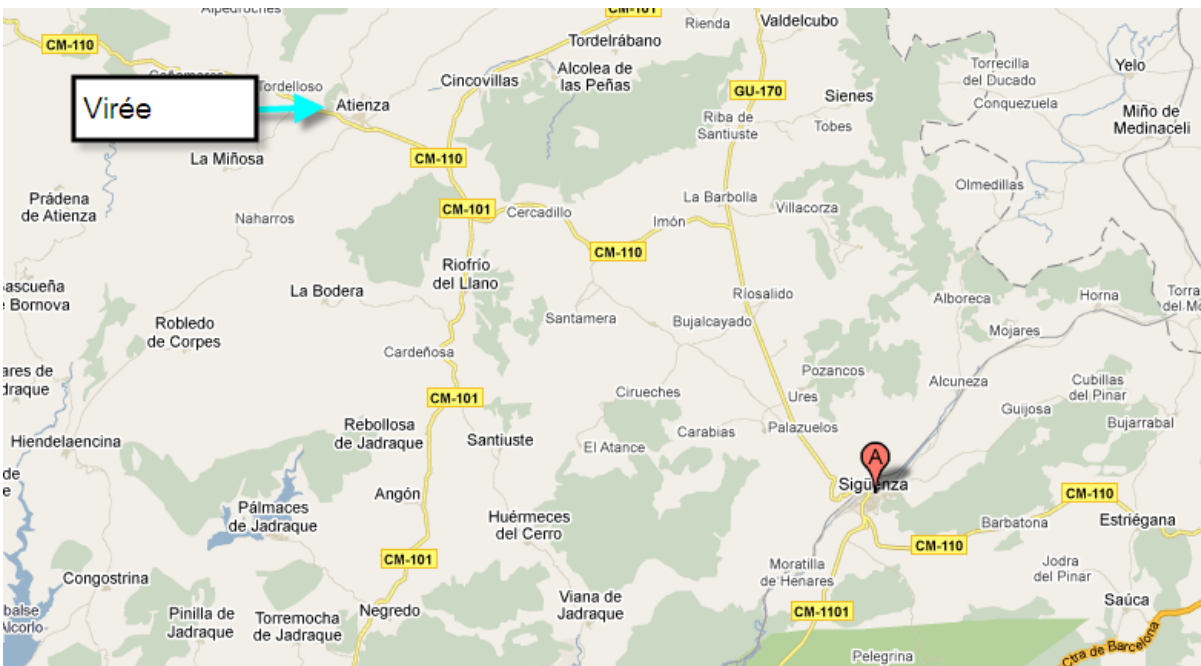 CM-101
Rienda
Valdelcubo
CM-110
Tordelrábano
Torrecilla
del Ducado
Yelo
Tordelloso
Cincovillas
Alcolea de
las Peñas
GU-170
Sienes
Conquezuela
Virée
Atienza
Miño de
Medinaceli
Riba de
Santiuste
Tobes
La Miñosa
CM-110
Prádena
de Atienza
Olmedillas
La Barbolla
Villacorza
Naharros
CM-101
Cercadillo
Imón
CM-110
Riofrío
del Llano
La Bodera
Bornova
Ríosalido
Alboreca
Horna
Robledo
de Corpes
Santamera
Bujalcayado
Mojares
Cardeñosa
Pozancos
Alcuneza
Cubillas
del Pinar
Cirueches
Ures
CM-101
Guijosa
Bujarrabal
Rebollosa
de Jadraque
Santiuste
Carabias
Palazuelos
Hiendelaencina
El Atance
A
Sigüenza
Angón
CM-110
Pálmaces
de Jadraque
Huérmeces
del Cerro
Barbatona
Estriégana
CM-110
CM-101
Moratilla
de Henares
Jodra
del Pinar
Congostrina
Viana de
Jadraque
Saúca
Pinilla de
Jadraque
Torremocha
de Jadraque
Negredo
CM-1101
Ctra de Barcelona
Pelegrina